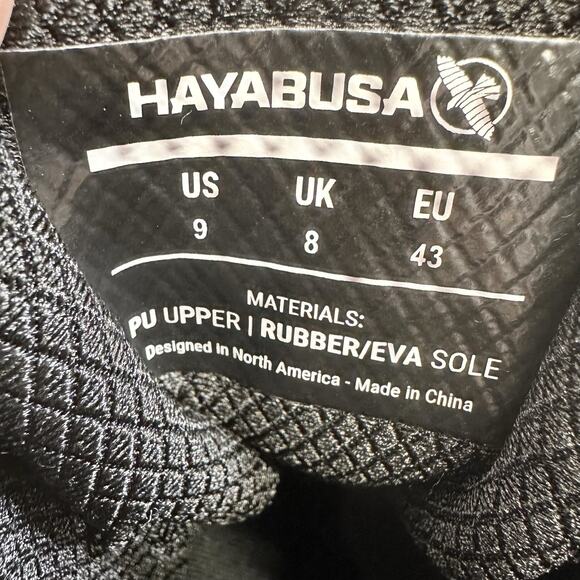 HAYABUSA
US UK EU
9 8 43
MATERIALS:
PU UPPER | RUBBER/EVA SOLE
Designed in North America - Made in China